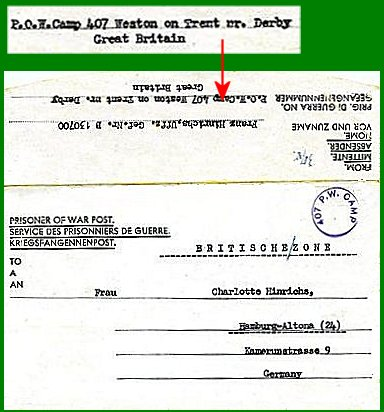 P.O.W.Camp 407 Weston on Trent nr. Derby
Great Britain
FROM.
MITTENTE.
ABSENDER.
NOME.
VOR UND ZUNAME
Franz Hinrichs, Uffz. Gef.Nr. B 130700
PRIG. DI GUERRA NO.
GEFANGENENNUMMER
P.O.W.Camp 407 Weston on Trent nr. Derby
Great Britain
407 P.W. CAMP
PRISONER OF WAR POST.
SERVICE DES PRISONNIERS DE GUERRE.
KRIEGSFANGENNENPOST.
BRITISCHE/ZONE
TO
A
AN
Frau Charlotte Hinrichs,
Hamburg-Altona (24)
Kamerunstrasse 9
Germany